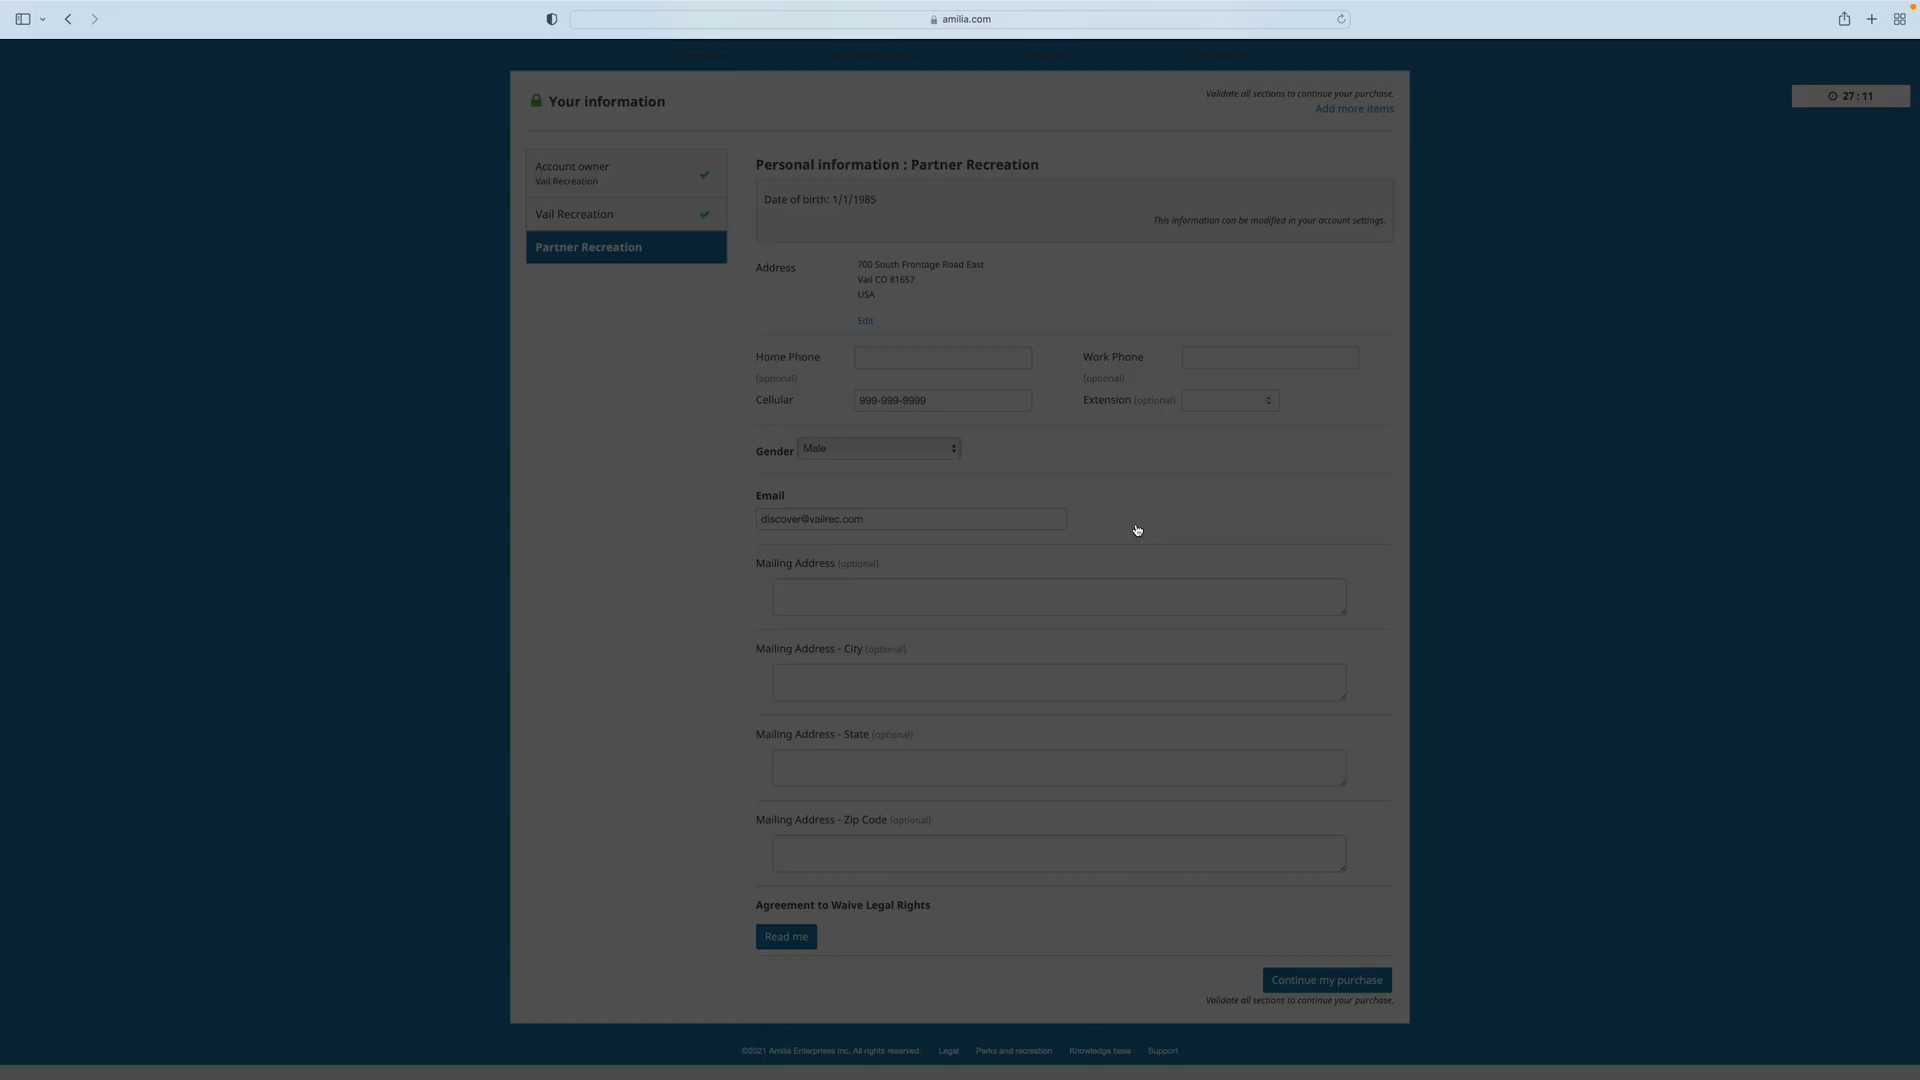 amilia.com
Your information
Validate all sections to continue your purchase.
Add more items
27 : 11
Account owner
Vail Recreation
Vail Recreation
Partner Recreation
Personal information : Partner Recreation
Date of birth: 1/1/1985
This information can be modified in your account settings.
Address
700 South Frontage Road East
Vail CO 81657
USA
Edit
Home Phone
(optional)
Work Phone
(optional)
Cellular
999-999-9999
Extension (optional)
Gender
Male
Email
discover@vailrec.com
Mailing Address (optional)
Mailing Address - City (optional)
Mailing Address - State (optional)
Mailing Address - Zip Code (optional)
Agreement to Waive Legal Rights
Read me
Continue my purchase
Validate all sections to continue your purchase.
©2021 Amilia Enterprises Inc. All rights reserved. Legal Parks and recreation Knowledge base Support